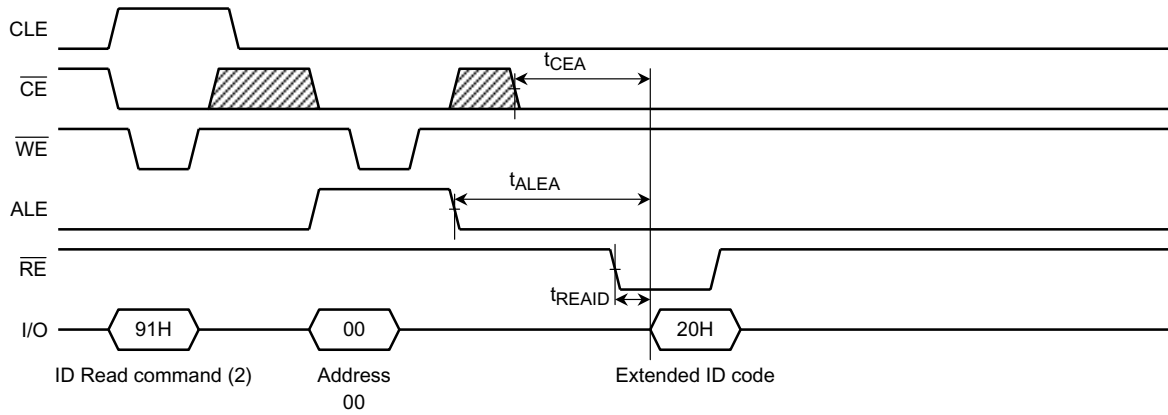 CLE
tCEA
CE
WE
tALEA
ALE
RE
tREAID
I/O 91H 00 20H
ID Read command (2) Address Extended ID code
00